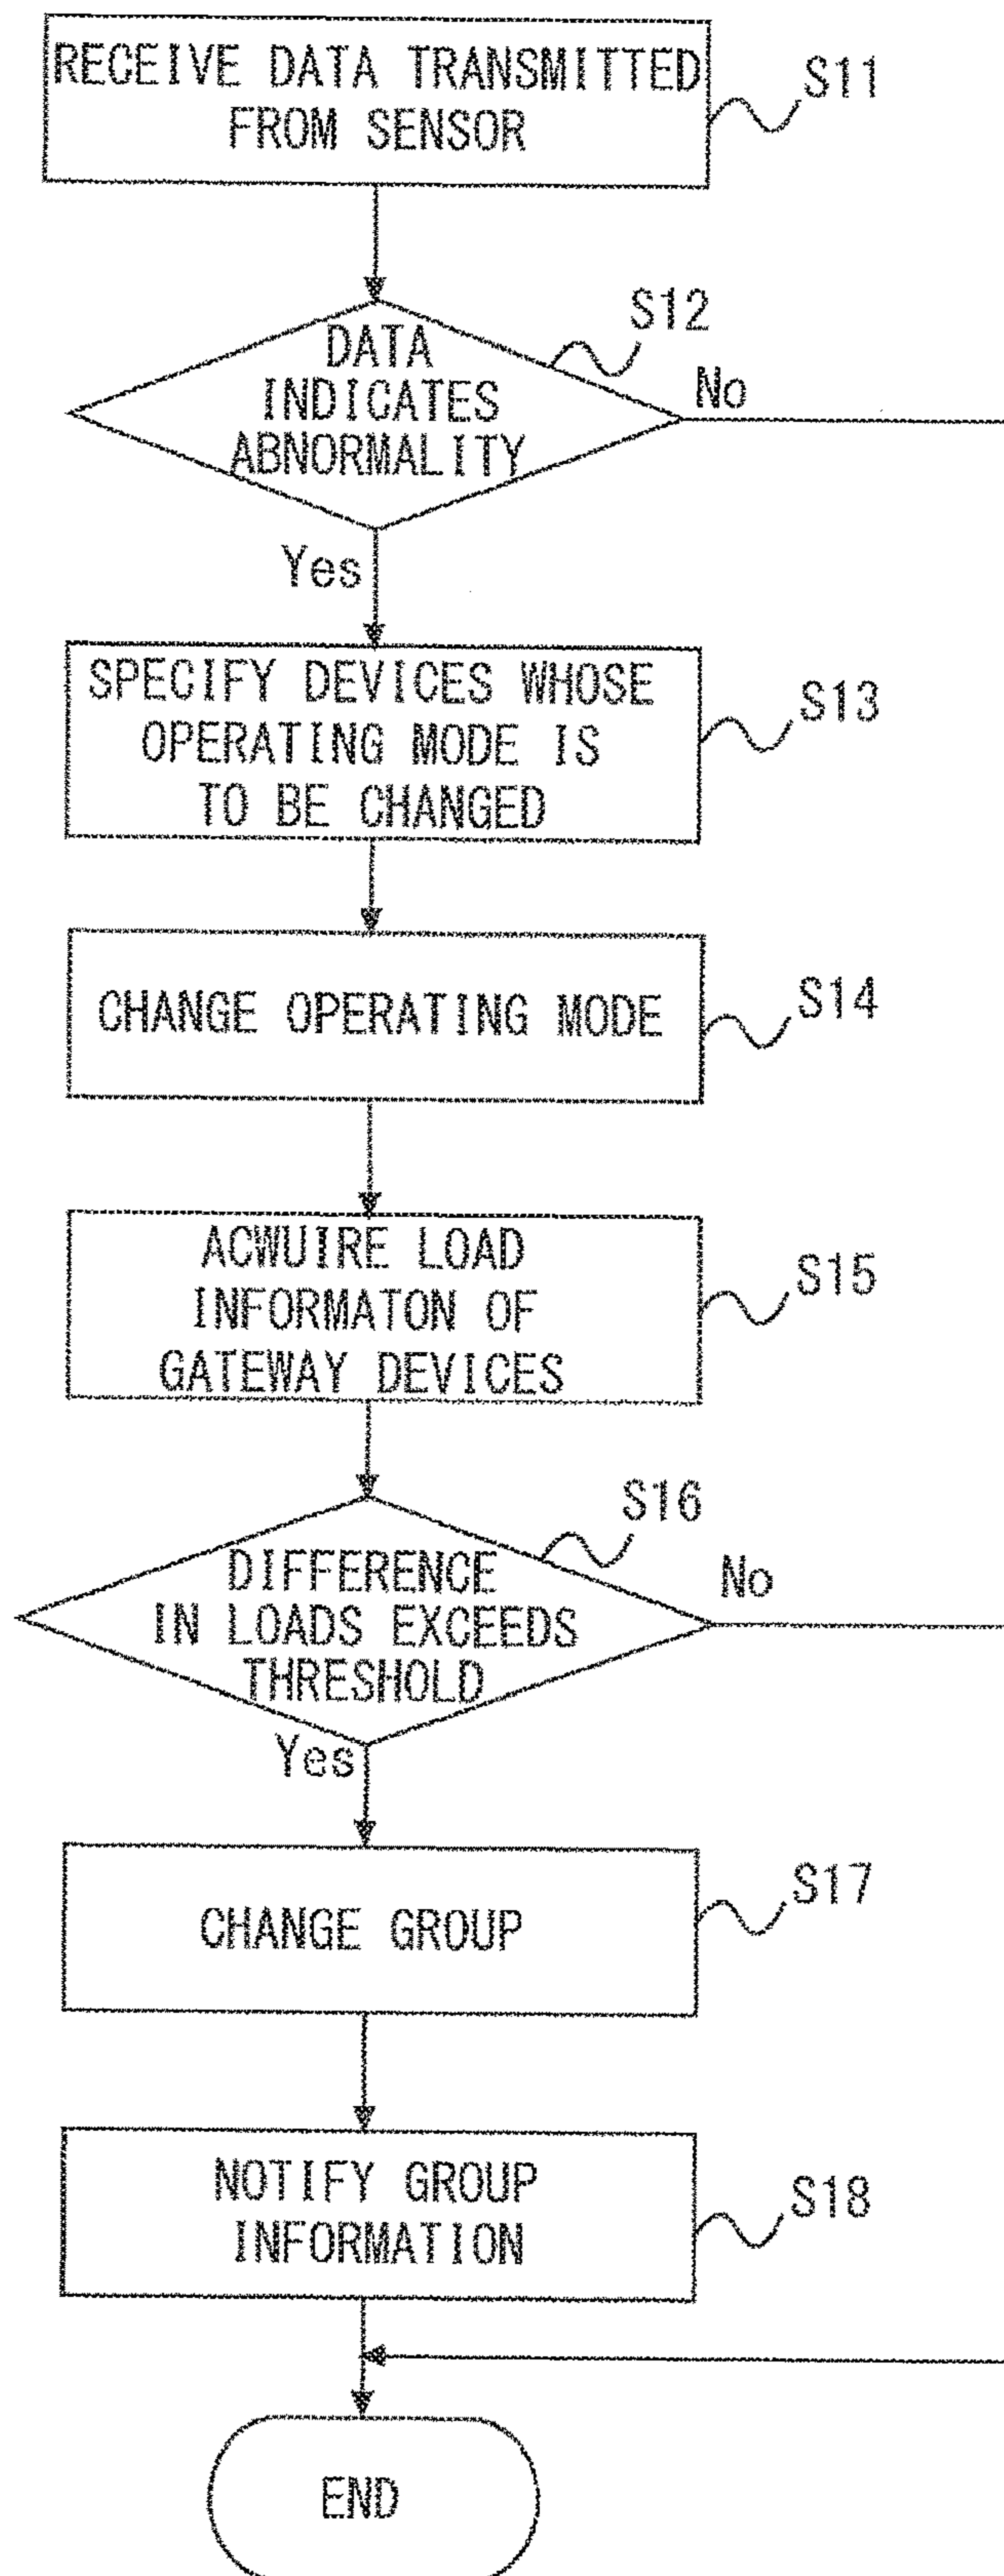 RECEIVE DATA TRANSMITTED
FROM SENSOR
S11
S12
DATA
INDICATES
ABNORMALITY
No
Yes
SPECIFY DEVICES WHOSE
OPERATING MODE IS
TO BE CHANGED
S13
CHANGE OPERATING MODE
S14
ACWUIRE LOAD
INFORMATON OF
GATEWAY DEVICES
S15
S16
DIFFERENCE
IN LOADS EXCEEDS
THRESHOLD
No
Yes
CHANGE GROUP
S17
NOTIFY GROUP
INFORMATION
S18
END